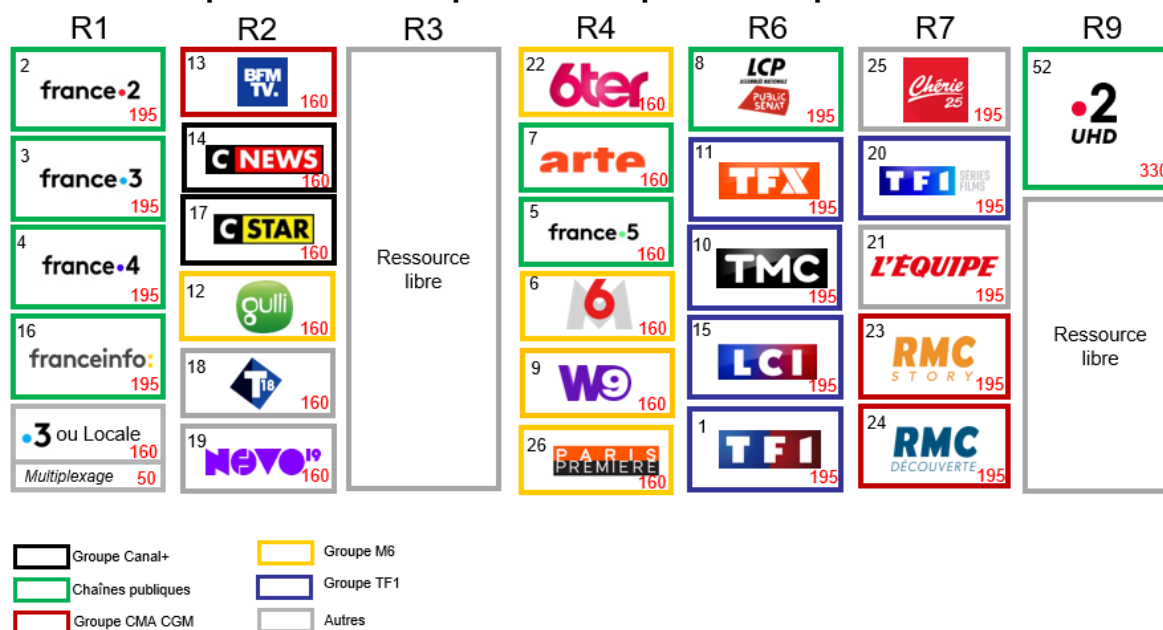 R1
2
france•2
195
3
france•3
195
4
france•4
195
16
franceinfo:
195
•3 ou Locale
160
Multiplexage 50
R2
13
BFM
TV.
160
14
CNEWS
160
17
CSTAR
160
12
gulli
160
18
T18
160
19
NOVO19
160
R3
Ressource
libre
R4
22
6ter
160
7
arte
160
5
france•5
160
6
M6
160
9
W9
160
26
PARIS
PREMIERE
160
R6
8
LCP
ASSEMBLÉE NATIONALE
PUBLIC
SÉNAT
195
11
TFX
195
10
TMC
195
15
LCI
195
1
TF1
195
R7
25
Chérie
25
195
20
TF1 SÉRIES
FILMS
195
21
L'ÉQUIPE
195
23
RMC
STORY
195
24
RMC
DÉCOUVERTE
195
R9
52
•2
UHD
330
Ressource
libre
Groupe Canal+
Chaînes publiques
Groupe CMA CGM
Groupe M6
Groupe TF1
Autres